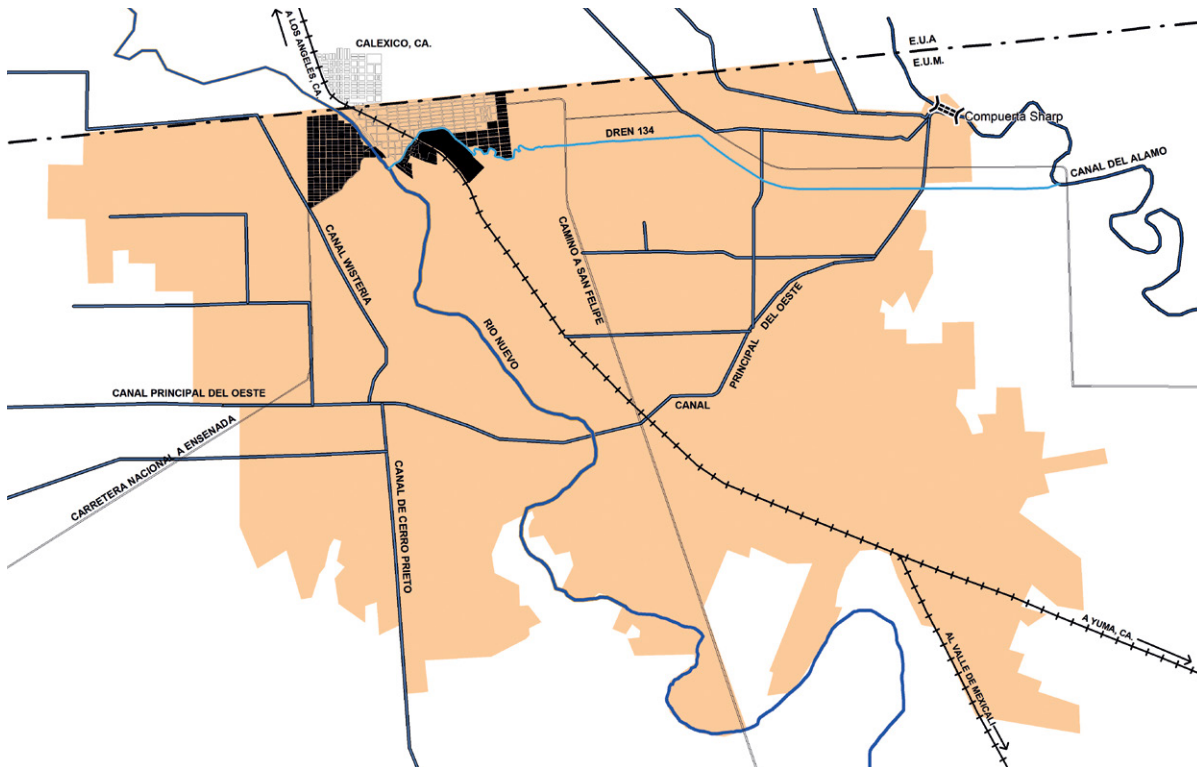 A LOS ANGELES, CA.
CALEXICO, CA.
E.U.A
E.U.M.
Compuerta Sharp
DREN 134
CANAL DEL ALAMO
CANAL WISTERIA
CAMINO A SAN FELIPE
RIO NUEVO
PRINCIPAL DEL OESTE
CANAL
CANAL PRINCIPAL DEL OESTE
CARRETERA NACIONAL A ENSENADA
CANAL DE CERRO PRIETO
A YUMA, CA.
AL VALLE DE MEXICALI